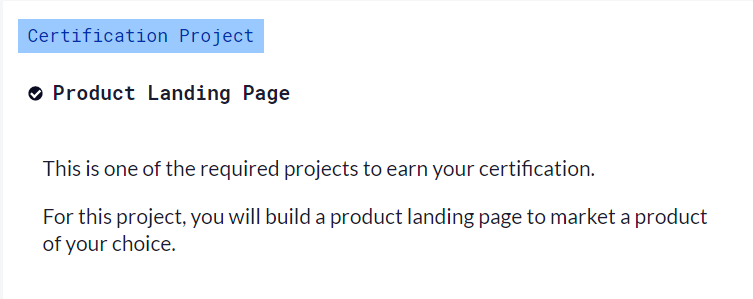 Certification Project
Product Landing Page
This is one of the required projects to earn your certification.
For this project, you will build a product landing page to market a product
of your choice.